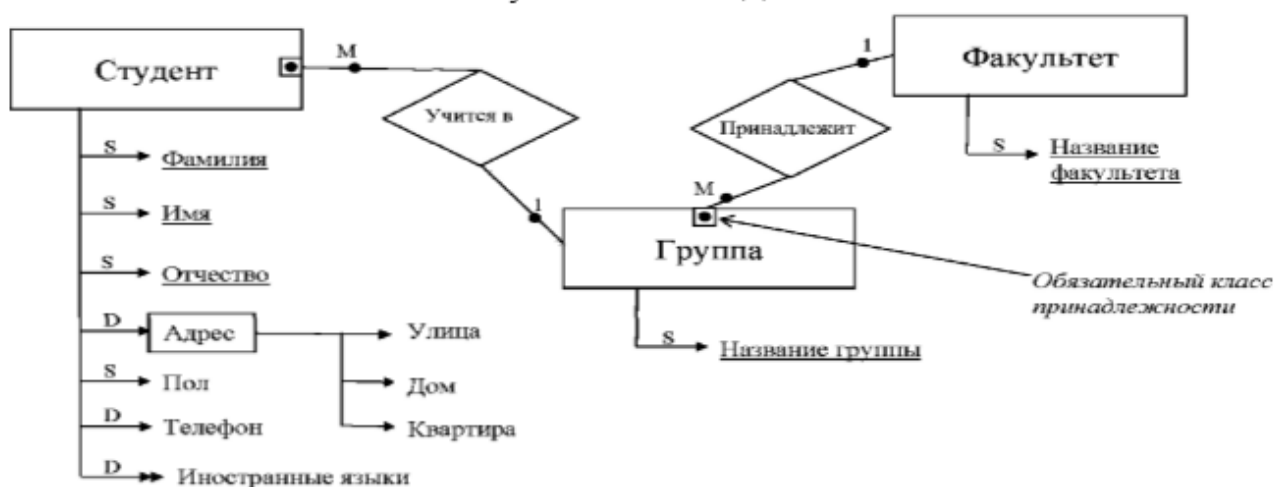 Студент
М
Учится в
1
Принадлежит
1
Факультет
S
Название
факультета
М
Группа
Обязательный класс
принадлежности
S
Название группы
S
Фамилия
S
Имя
S
Отчество
D
Адрес
Улица
Дом
Квартира
S
Пол
D
Телефон
D
Иностранные языки